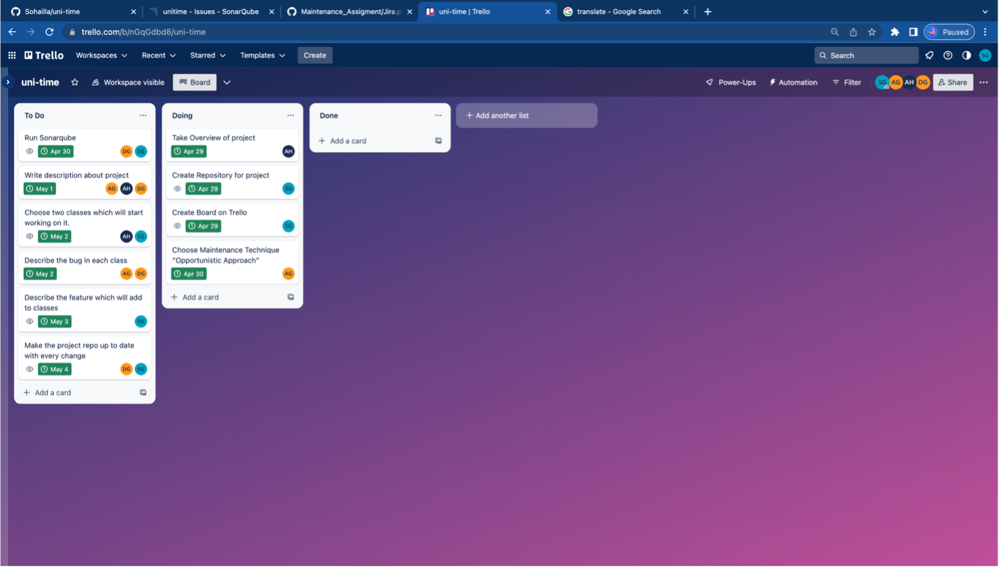 Sohailla/uni-time
unitime - Issues - SonarQube
Maintenance_Assigment/Jira.p
uni-time | Trello
translate - Google Search
trello.com/b/nGqGdbd8/uni-time
Paused
Trello
Workspaces
Recent
Starred
Templates
Create
Search
SG
uni-time
Workspace visible
Board
Power-Ups
Automation
Filter
SG AG AH DG
Share
To Do
Run Sonarqube
Apr 30
DG SG
Write description about project
May 1
AG AH DG
Choose two classes which will start
working on it.
May 2
AH SG
Describe the bug in each class
May 2
AG DG
Describe the feature which will add
to classes
May 3
SG
Make the project repo up to date
with every change
May 4
DG SG
+ Add a card
Doing
Take Overview of project
Apr 29
AH
Create Repository for project
Apr 29
SG
Create Board on Trello
Apr 29
SG
Choose Maintenance Technique
"Opportunistic Approach"
Apr 30
AG
+ Add a card
Done
+ Add a card
+ Add another list